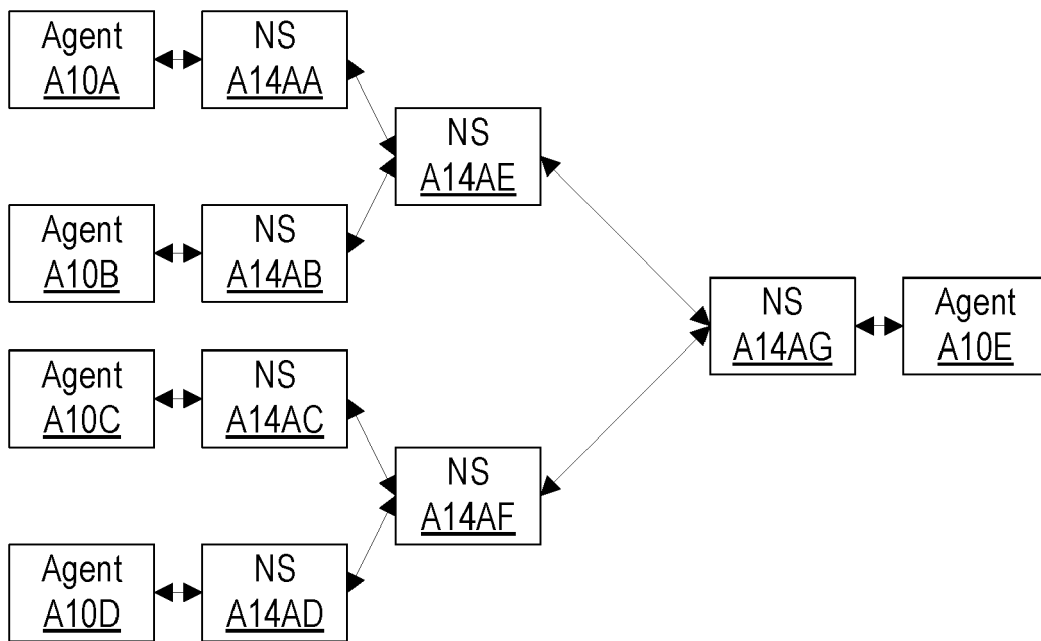 Agent
A10A
NS
A14AA
NS
A14AE
Agent
A10B
NS
A14AB
NS
A14AG
Agent
A10E
Agent
A10C
NS
A14AC
NS
A14AF
Agent
A10D
NS
A14AD